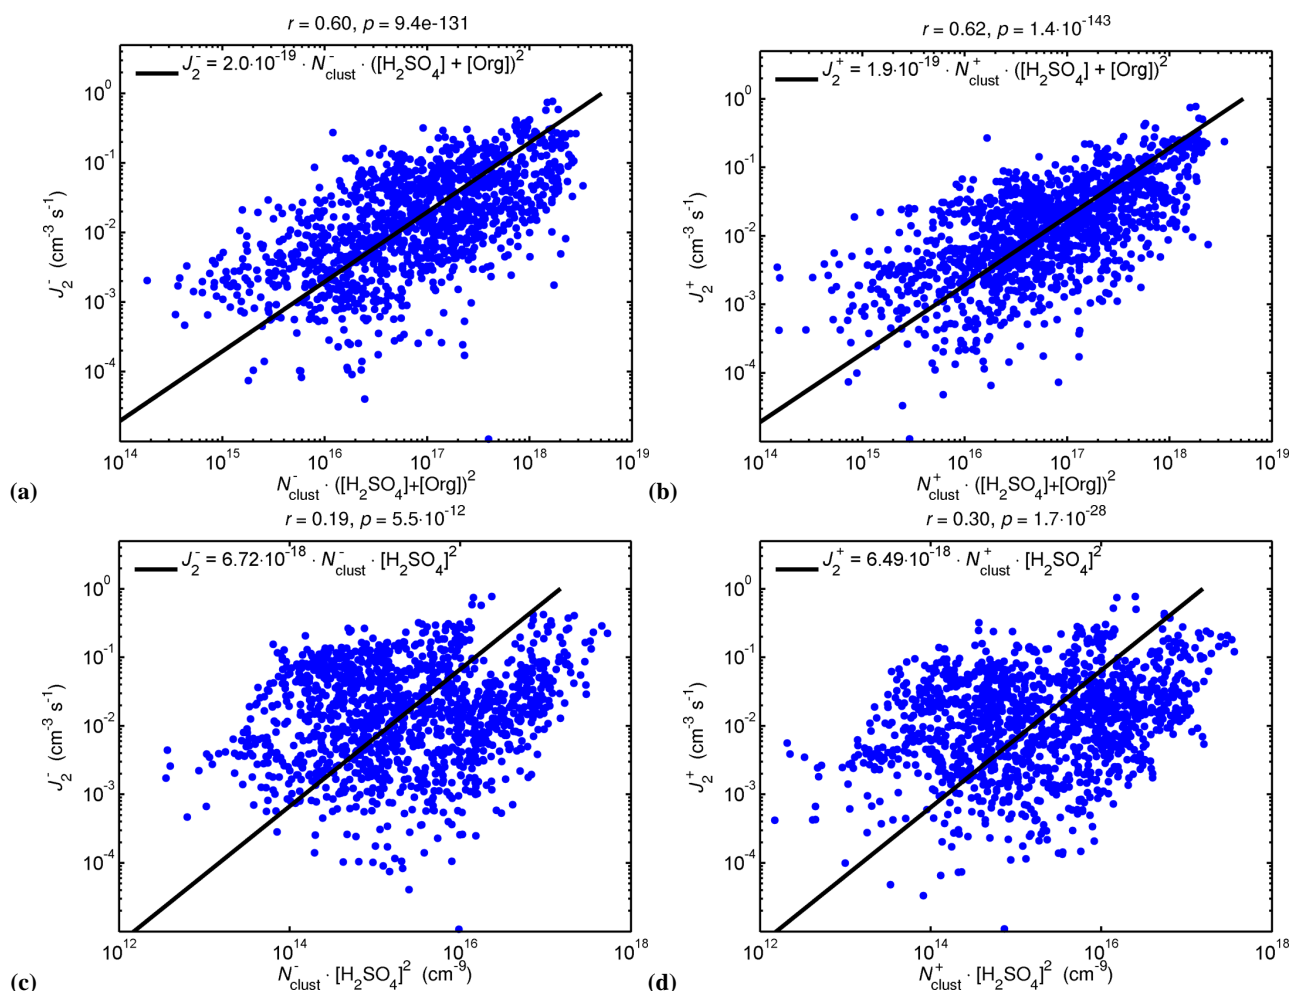 r = 0.60, p = 9.4e-131
J₂⁻ = 2.0·10⁻¹⁹ · N⁻clust · ([H₂SO₄] + [Org])²
10⁰
10⁻¹
10⁻²
10⁻³
10⁻⁴
J₂⁻ (cm⁻³ s⁻¹)
10¹⁴ 10¹⁵ 10¹⁶ 10¹⁷ 10¹⁸ 10¹⁹
N⁻clust · ([H₂SO₄]+[Org])²
(a)
r = 0.62, p = 1.4·10⁻¹⁴³
J₂⁺ = 1.9·10⁻¹⁹ · N⁺clust · ([H₂SO₄] + [Org])²
10⁰
10⁻¹
10⁻²
10⁻³
10⁻⁴
J₂⁺ (cm⁻³ s⁻¹)
10¹⁴ 10¹⁵ 10¹⁶ 10¹⁷ 10¹⁸ 10¹⁹
N⁺clust · ([H₂SO₄]+[Org])²
(b)
r = 0.19, p = 5.5·10⁻¹²
J₂⁻ = 6.72·10⁻¹⁸ · N⁻clust · [H₂SO₄]²
10⁰
10⁻¹
10⁻²
10⁻³
10⁻⁴
J₂⁻ (cm⁻³ s⁻¹)
10¹² 10¹⁴ 10¹⁶ 10¹⁸
N⁻clust · [H₂SO₄]² (cm⁻⁹)
(c)
r = 0.30, p = 1.7·10⁻²⁸
J₂⁺ = 6.49·10⁻¹⁸ · N⁺clust · [H₂SO₄]²
10⁰
10⁻¹
10⁻²
10⁻³
10⁻⁴
J₂⁺ (cm⁻³ s⁻¹)
10¹² 10¹⁴ 10¹⁶ 10¹⁸
N⁺clust · [H₂SO₄]² (cm⁻⁹)
(d)